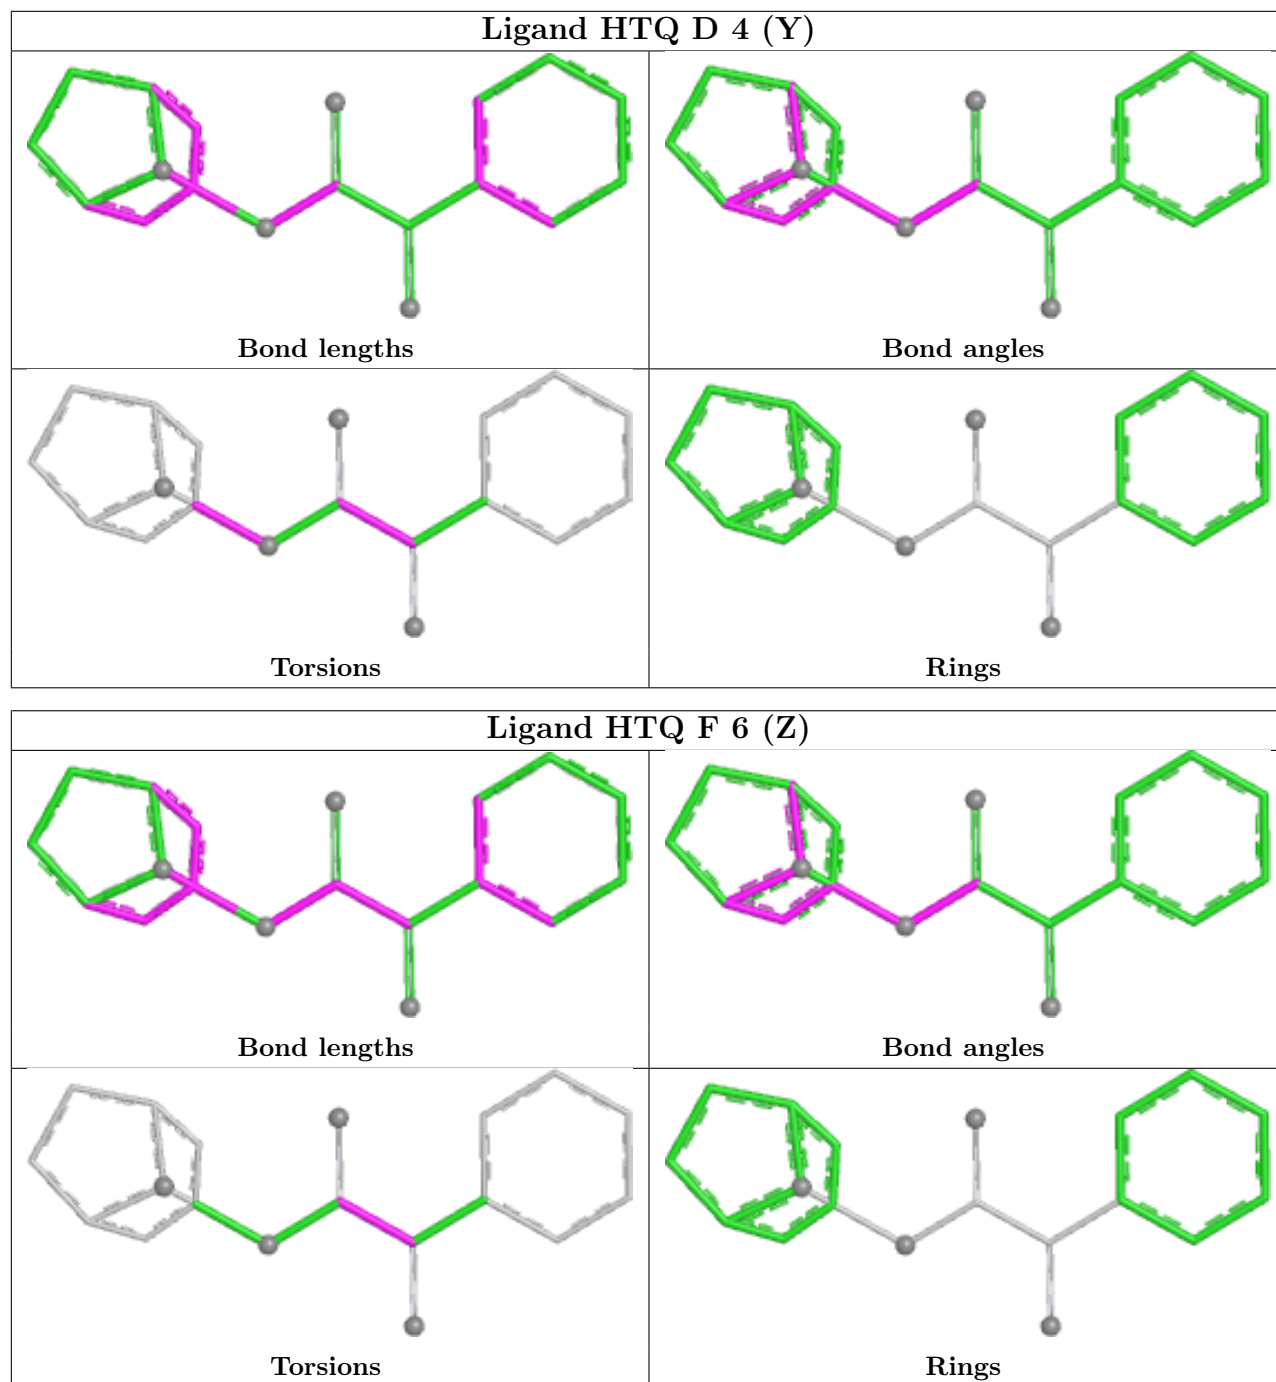 Ligand HTQ D 4 (Y)
Bond lengths
Bond angles
Torsions
Rings
Ligand HTQ F 6 (Z)
Bond lengths
Bond angles
Torsions
Rings